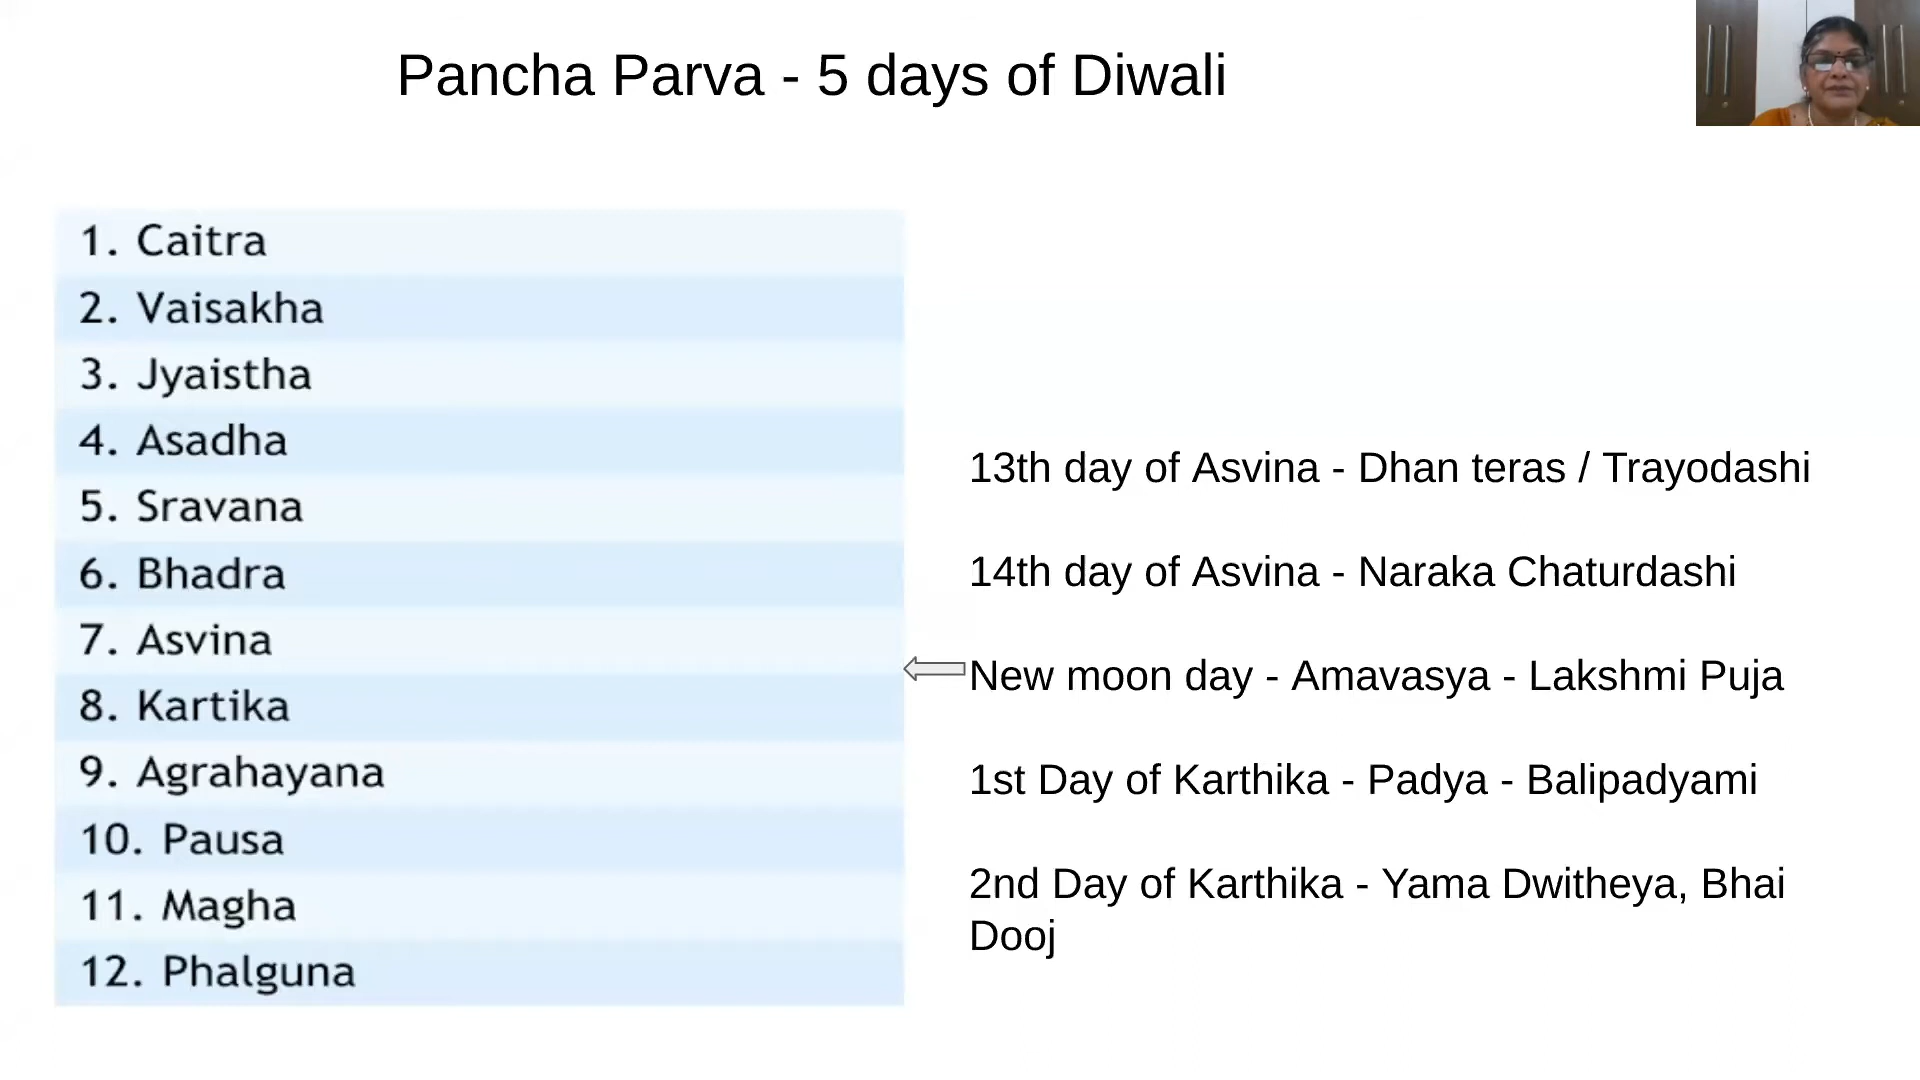 Pancha Parva - 5 days of Diwali
1. Caitra
2. Vaisakha
3. Jyaistha
4. Asadha
5. Sravana
6. Bhadra
7. Asvina
8. Kartika
9. Agrahayana
10. Pausa
11. Magha
12. Phalguna
13th day of Asvina - Dhan teras / Trayodashi
14th day of Asvina - Naraka Chaturdashi
New moon day - Amavasya - Lakshmi Puja
1st Day of Karthika - Padya - Balipadyami
2nd Day of Karthika - Yama Dwitheya, Bhai
Dooj